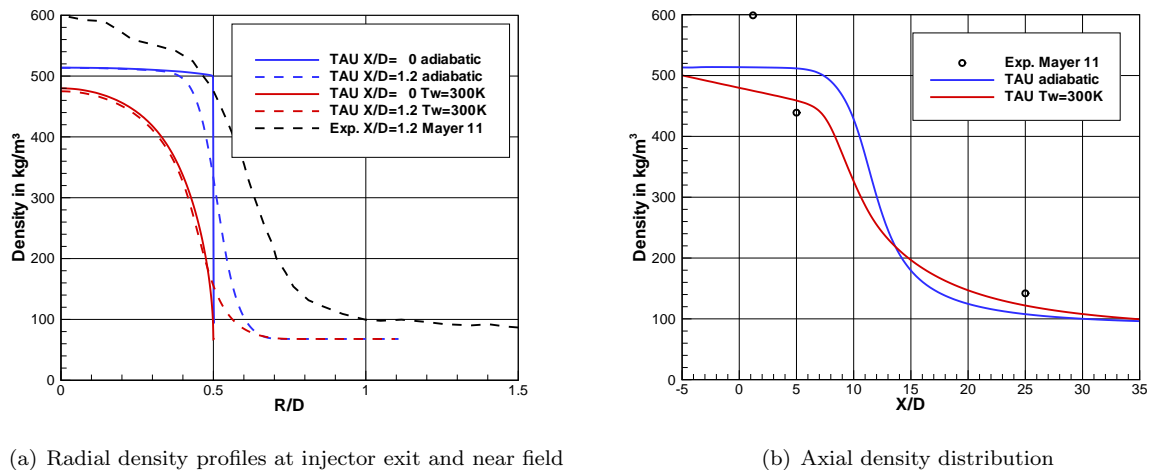 600
500
400
300
200
100
0
Density in kg/m³
0
0.5
1
1.5
R/D
TAU X/D= 0 adiabatic
TAU X/D=1.2 adiabatic
TAU X/D= 0 Tw=300K
TAU X/D=1.2 Tw=300K
Exp. X/D=1.2 Mayer 11
(a) Radial density profiles at injector exit and near field
600
500
400
300
200
100
0
Density in kg/m³
-5
0
5
10
15
20
25
30
35
X/D
Exp. Mayer 11
TAU adiabatic
TAU Tw=300K
(b) Axial density distribution